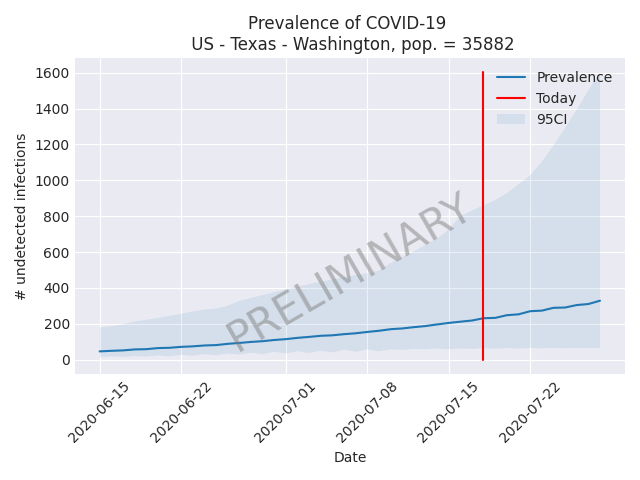 Prevalence of COVID-19
US - Texas - Washington, pop. = 35882
1600
1400
1200
1000
800
600
400
200
0
# undetected infections
Prevalence
Today
95CI
PRELIMINARY
2020-06-15
2020-06-22
2020-07-01
2020-07-08
2020-07-15
2020-07-22
Date